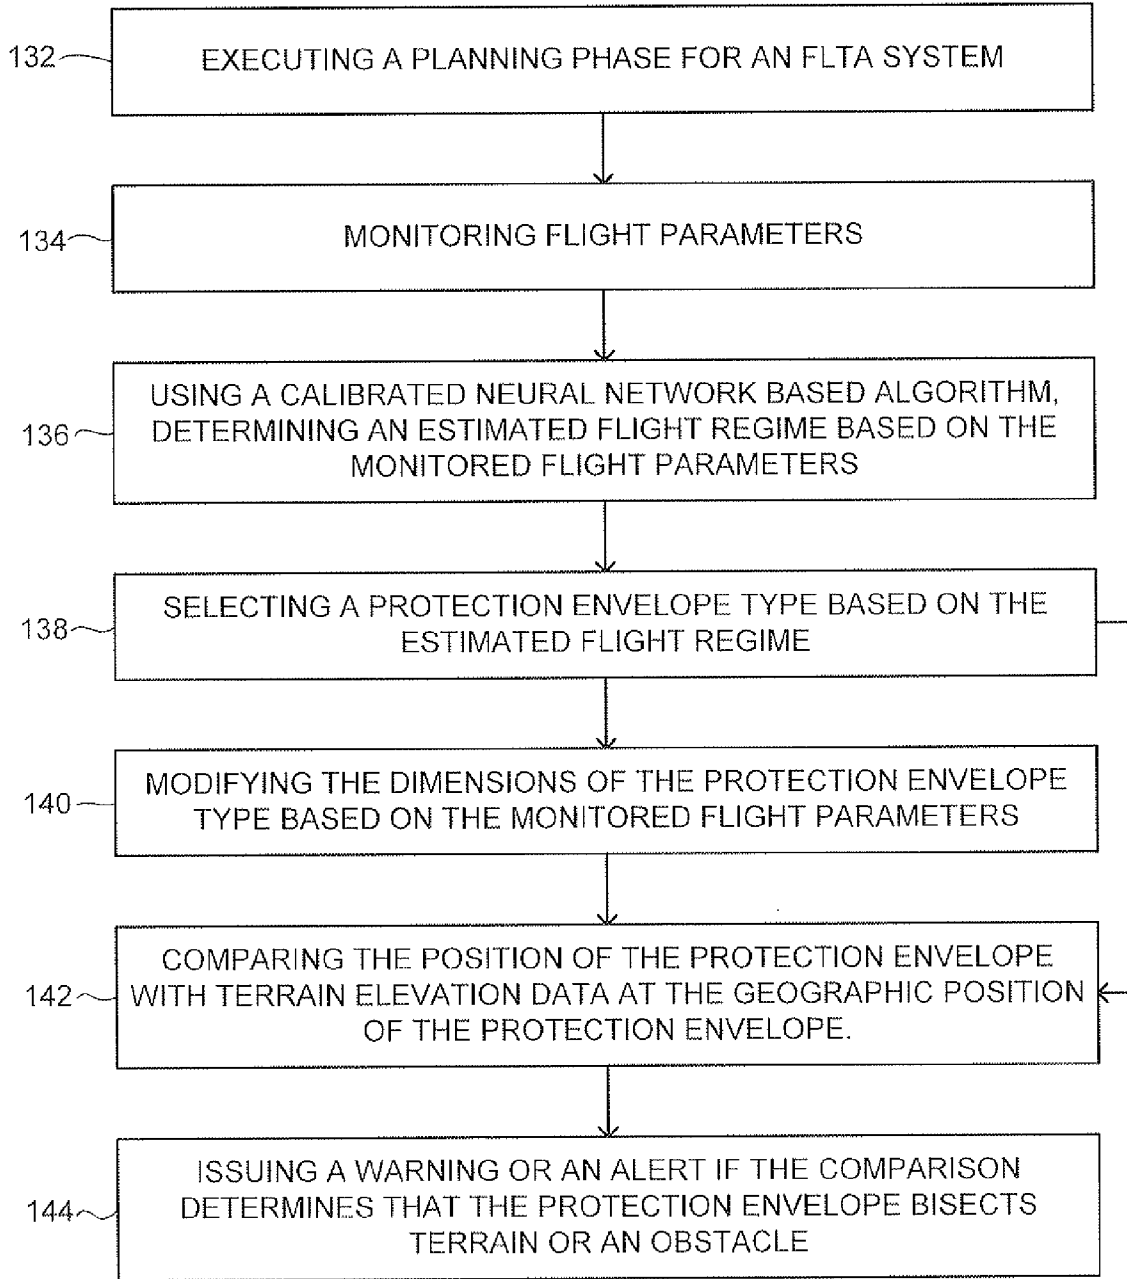 132
EXECUTING A PLANNING PHASE FOR AN FLTA SYSTEM
134
MONITORING FLIGHT PARAMETERS
136
USING A CALIBRATED NEURAL NETWORK BASED ALGORITHM,
DETERMINING AN ESTIMATED FLIGHT REGIME BASED ON THE
MONITORED FLIGHT PARAMETERS
138
SELECTING A PROTECTION ENVELOPE TYPE BASED ON THE
ESTIMATED FLIGHT REGIME
140
MODIFYING THE DIMENSIONS OF THE PROTECTION ENVELOPE
TYPE BASED ON THE MONITORED FLIGHT PARAMETERS
142
COMPARING THE POSITION OF THE PROTECTION ENVELOPE
WITH TERRAIN ELEVATION DATA AT THE GEOGRAPHIC POSITION
OF THE PROTECTION ENVELOPE.
144
ISSUING A WARNING OR AN ALERT IF THE COMPARISON
DETERMINES THAT THE PROTECTION ENVELOPE BISECTS
TERRAIN OR AN OBSTACLE